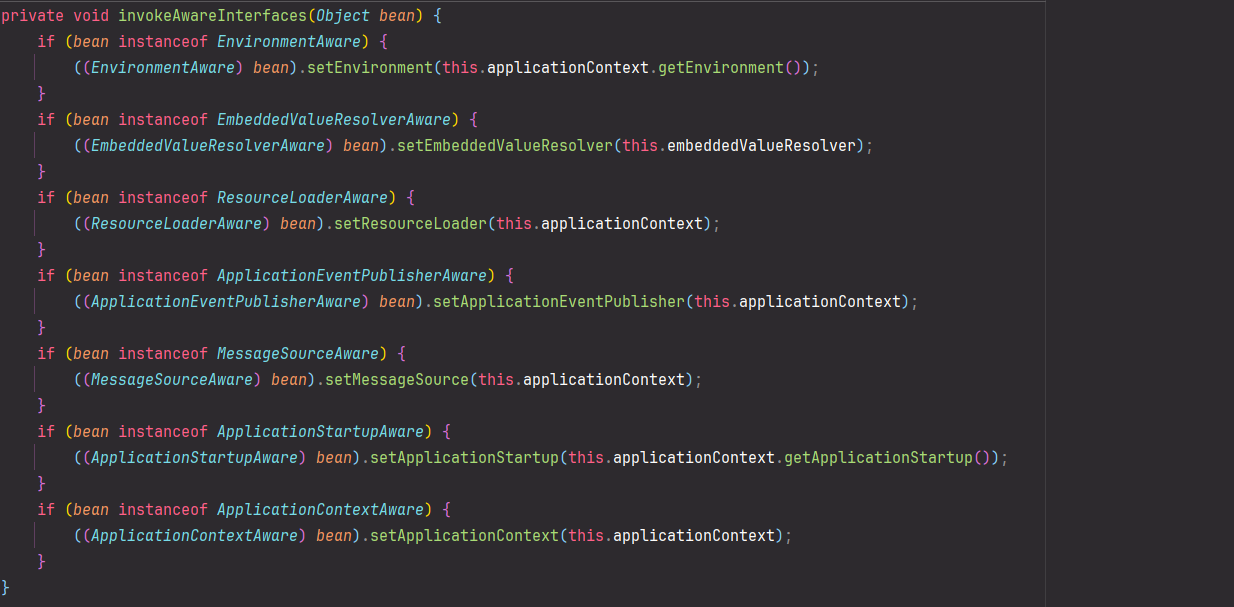 private void invokeAwareInterfaces(Object bean) {
    if (bean instanceof EnvironmentAware) {
        ((EnvironmentAware) bean).setEnvironment(this.applicationContext.getEnvironment());
    }
    if (bean instanceof EmbeddedValueResolverAware) {
        ((EmbeddedValueResolverAware) bean).setEmbeddedValueResolver(this.embeddedValueResolver);
    }
    if (bean instanceof ResourceLoaderAware) {
        ((ResourceLoaderAware) bean).setResourceLoader(this.applicationContext);
    }
    if (bean instanceof ApplicationEventPublisherAware) {
        ((ApplicationEventPublisherAware) bean).setApplicationEventPublisher(this.applicationContext);
    }
    if (bean instanceof MessageSourceAware) {
        ((MessageSourceAware) bean).setMessageSource(this.applicationContext);
    }
    if (bean instanceof ApplicationStartupAware) {
        ((ApplicationStartupAware) bean).setApplicationStartup(this.applicationContext.getApplicationStartup());
    }
    if (bean instanceof ApplicationContextAware) {
        ((ApplicationContextAware) bean).setApplicationContext(this.applicationContext);
    }
}